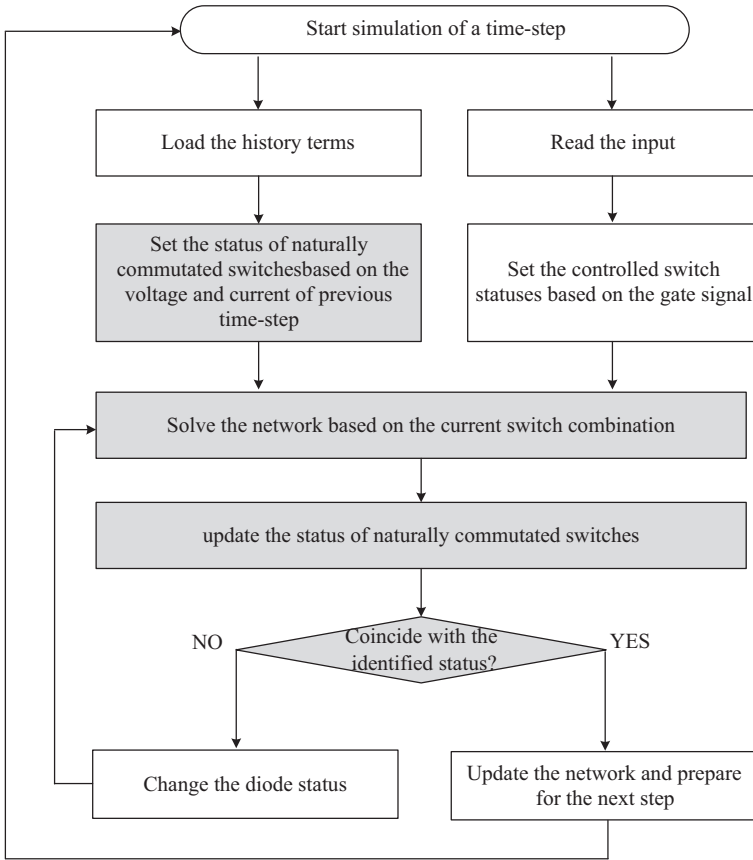 Start simulation of a time-step
Load the history terms
Read the input
Set the status of naturally
commutated switchesbased on the
voltage and current of previous
time-step
Set the controlled switch
statuses based on the gate signal
Solve the network based on the current switch combination
update the status of naturally commutated switches
Coincide with the
identified status?
NO
YES
Change the diode status
Update the network and prepare
for the next step